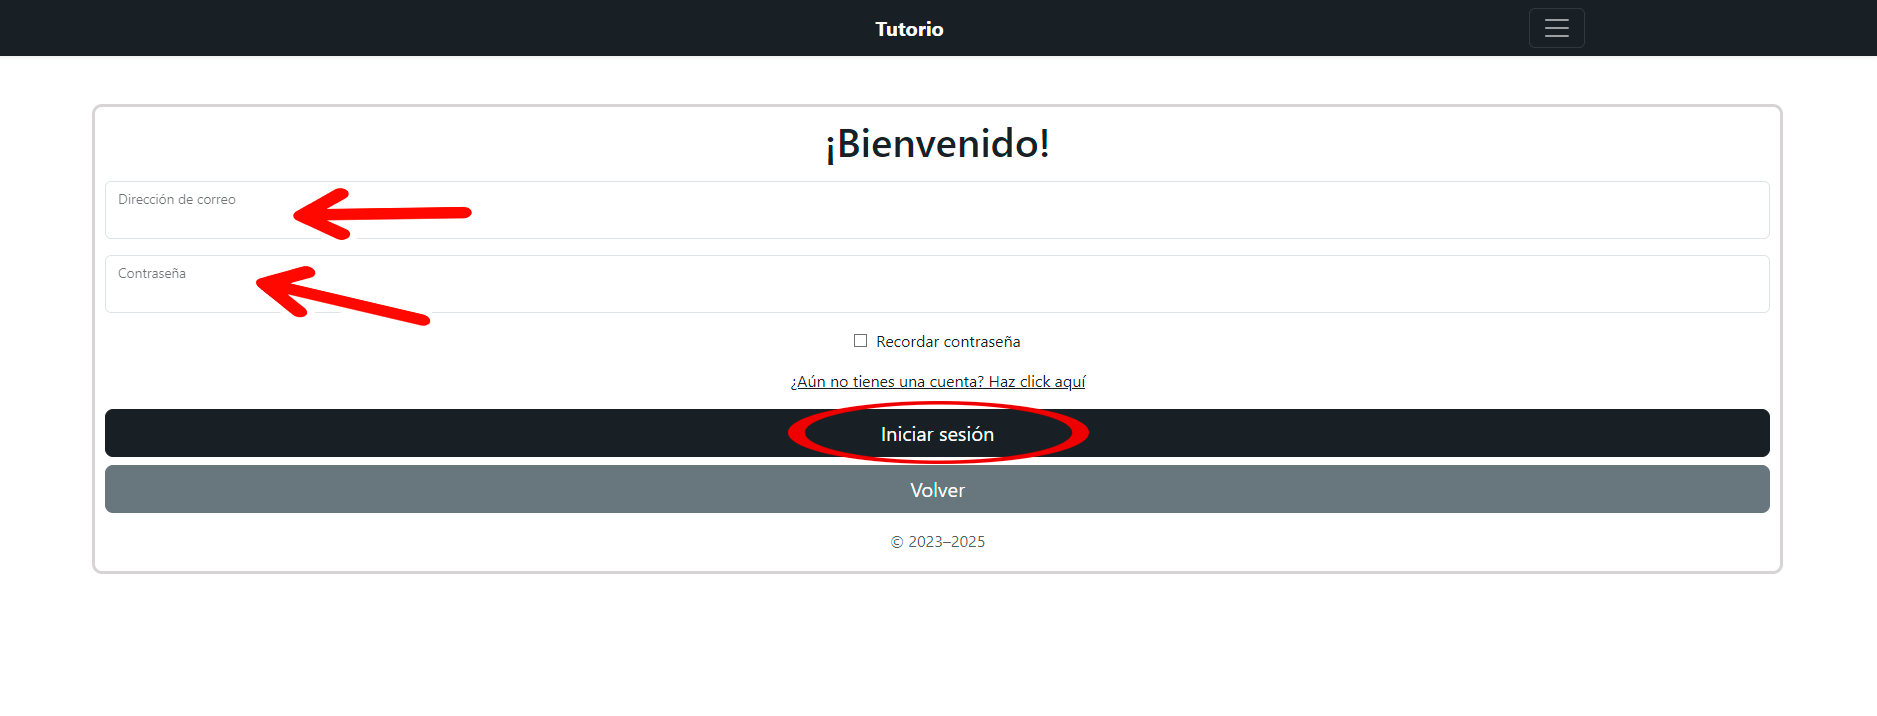 Tutorio
¡Bienvenido!
Dirección de correo
Contraseña
Recordar contraseña
¿Aún no tienes una cuenta? Haz click aquí
Iniciar sesión
Volver
© 2023–2025